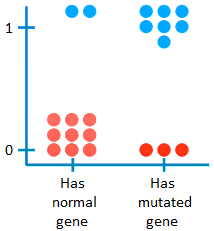 1
0
Has
normal
gene
Has
mutated
gene